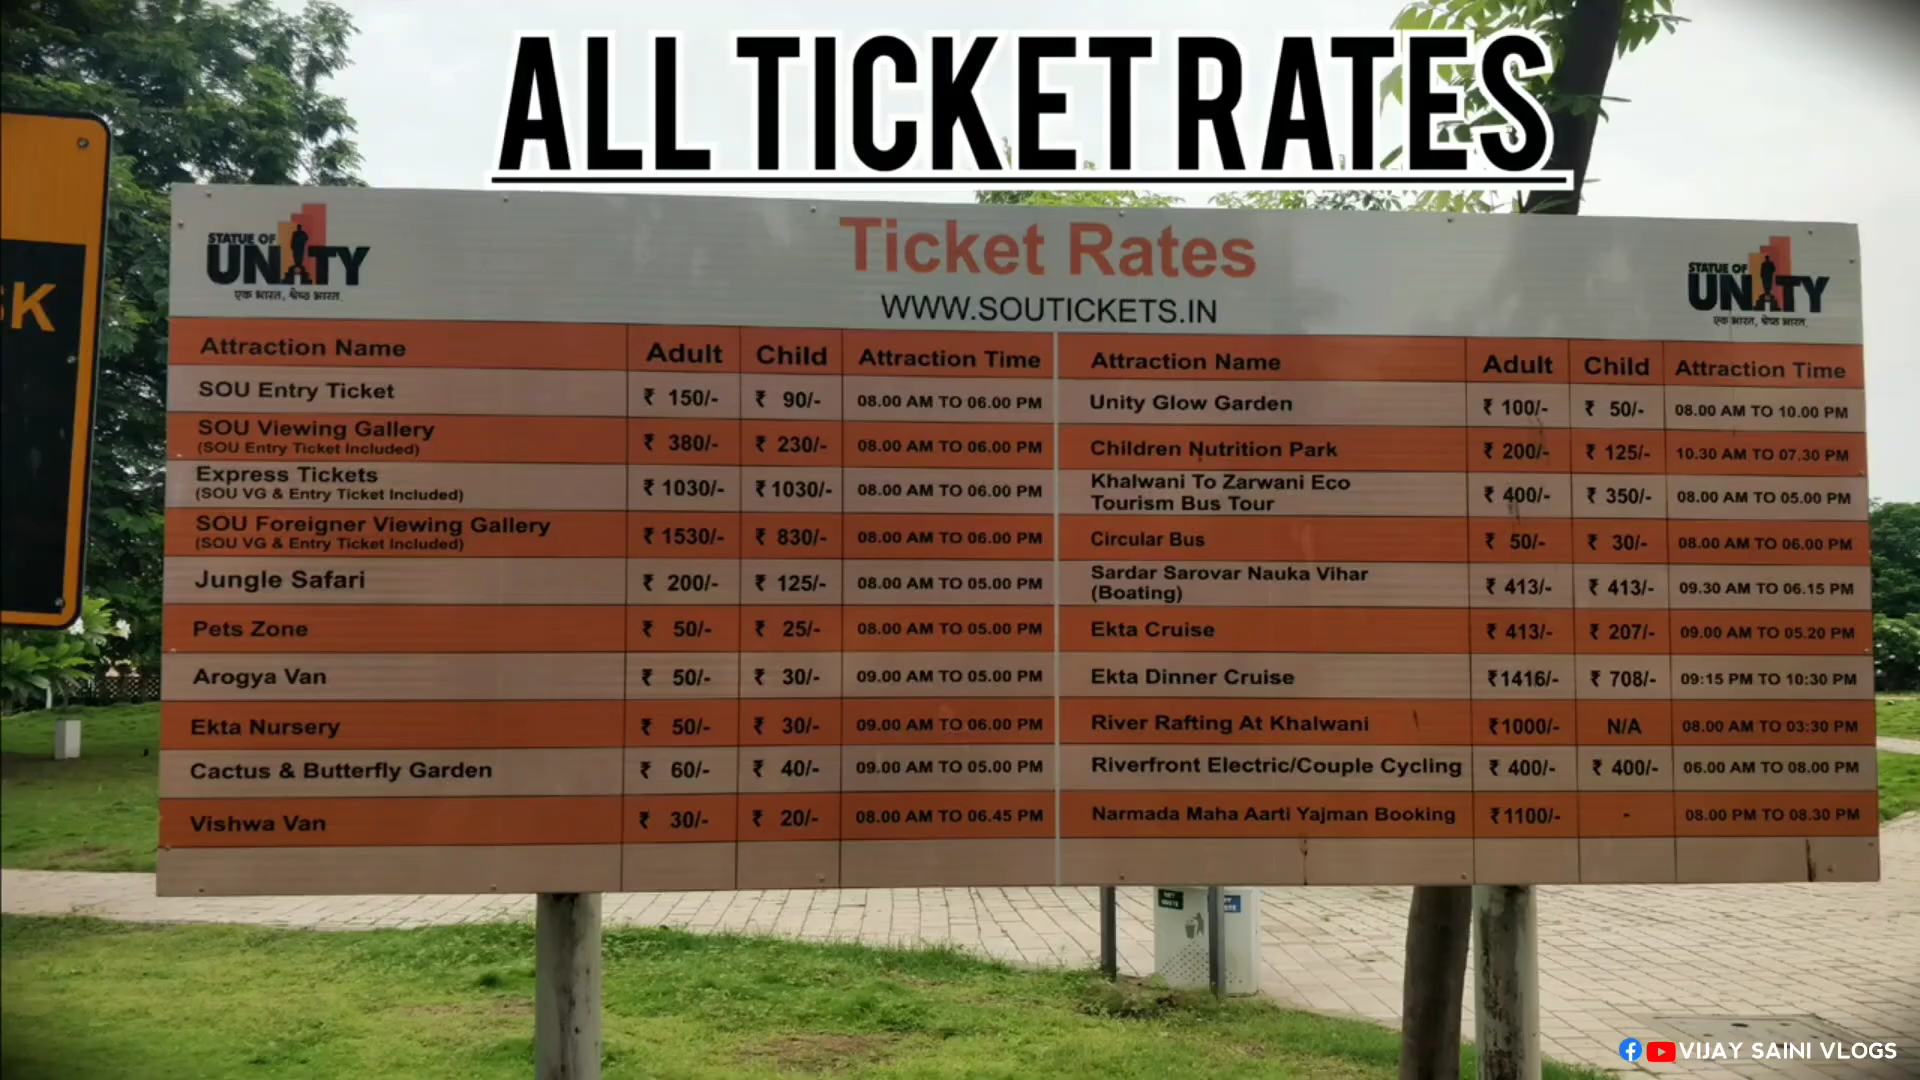 ALL TICKET RATES
SK
STATUE OF
UNITY
एक भारत, श्रेष्ठ भारत.
Ticket Rates
WWW.SOUTICKETS.IN
STATUE OF
UNITY
एक भारत, श्रेष्ठ भारत.
Attraction Name Adult Child Attraction Time
SOU Entry Ticket ₹ 150/- ₹ 90/- 08.00 AM TO 06.00 PM
SOU Viewing Gallery ₹ 380/- ₹ 230/- 08.00 AM TO 06.00 PM
(SOU Entry Ticket Included)
Express Tickets ₹ 1030/- ₹ 1030/- 08.00 AM TO 06.00 PM
(SOU VG & Entry Ticket Included)
SOU Foreigner Viewing Gallery ₹ 1530/- ₹ 830/- 08.00 AM TO 06.00 PM
(SOU VG & Entry Ticket Included)
Jungle Safari ₹ 200/- ₹ 125/- 08.00 AM TO 05.00 PM
Pets Zone ₹ 50/- ₹ 25/- 08.00 AM TO 05.00 PM
Arogya Van ₹ 50/- ₹ 30/- 09.00 AM TO 05.00 PM
Ekta Nursery ₹ 50/- ₹ 30/- 09.00 AM TO 06.00 PM
Cactus & Butterfly Garden ₹ 60/- ₹ 40/- 09.00 AM TO 05.00 PM
Vishwa Van ₹ 30/- ₹ 20/- 08.00 AM TO 06.45 PM
Attraction Name Adult Child Attraction Time
Unity Glow Garden ₹ 100/- ₹ 50/- 08.00 AM TO 10.00 PM
Children Nutrition Park ₹ 200/- ₹ 125/- 10.30 AM TO 07.30 PM
Khalwani To Zarwani Eco
Tourism Bus Tour ₹ 400/- ₹ 350/- 08.00 AM TO 05.00 PM
Circular Bus ₹ 50/- ₹ 30/- 08.00 AM TO 06.00 PM
Sardar Sarovar Nauka Vihar
(Boating) ₹ 413/- ₹ 413/- 09.30 AM TO 06.15 PM
Ekta Cruise ₹ 413/- ₹ 207/- 09.00 AM TO 05.20 PM
Ekta Dinner Cruise ₹1416/- ₹ 708/- 09:15 PM TO 10:30 PM
River Rafting At Khalwani ₹1000/- N/A 08.00 AM TO 03:30 PM
Riverfront Electric/Couple Cycling ₹ 400/- ₹ 400/- 06.00 AM TO 08.00 PM
Narmada Maha Aarti Yajman Booking ₹1100/- - 08.00 PM TO 08.30 PM
VIJAY SAINI VLOGS